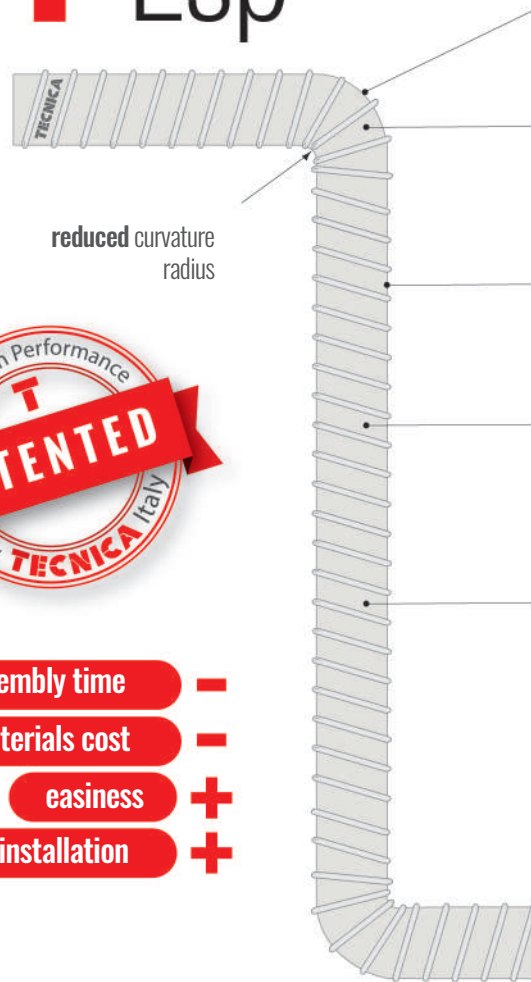 Esp
TECNICA
reduced curvature
radius
Performance
T
TENTED
TECNICA Italy
embly time
terials cost
easiness
installation